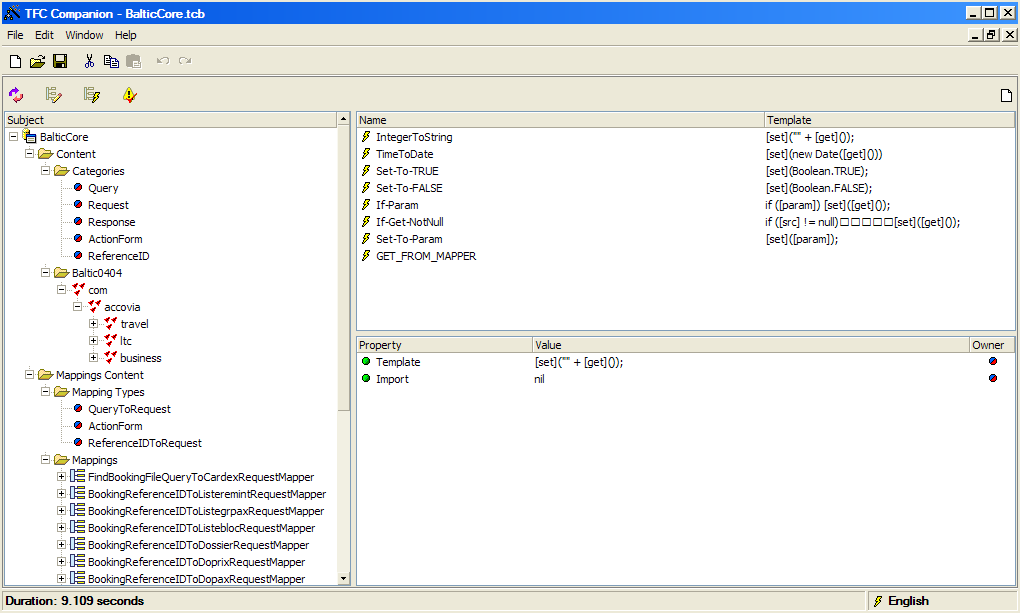 TFC Companion - BalticCore.tcb
File Edit Window Help
Subject
BalticCore
Content
Categories
Query
Request
Response
ActionForm
ReferenceID
Baltic0404
com
accovia
travel
ltc
business
Mappings Content
Mapping Types
QueryToRequest
ActionForm
ReferenceIDToRequest
Mappings
FindBookingFileQueryToCardexRequestMapper
BookingReferenceIDToListeremintRequestMapper
BookingReferenceIDToListegrpaxRequestMapper
BookingReferenceIDToListeblocRequestMapper
BookingReferenceIDToDossierRequestMapper
BookingReferenceIDToDoprixRequestMapper
BookingReferenceIDToDopaxRequestMapper
Name Template
IntegerToString [set]("" + [get]());
TimeToDate [set](new Date([get]()))
Set-To-TRUE [set](Boolean.TRUE);
Set-To-FALSE [set](Boolean.FALSE);
If-Param if ([param]) [set]([get]());
If-Get-NotNull if ([src] != null)□□□□□[set]([get]());
Set-To-Param [set]([param]);
GET_FROM_MAPPER
Property Value Owner
Template [set]("" + [get]());
Import nil
Duration: 9.109 seconds
English